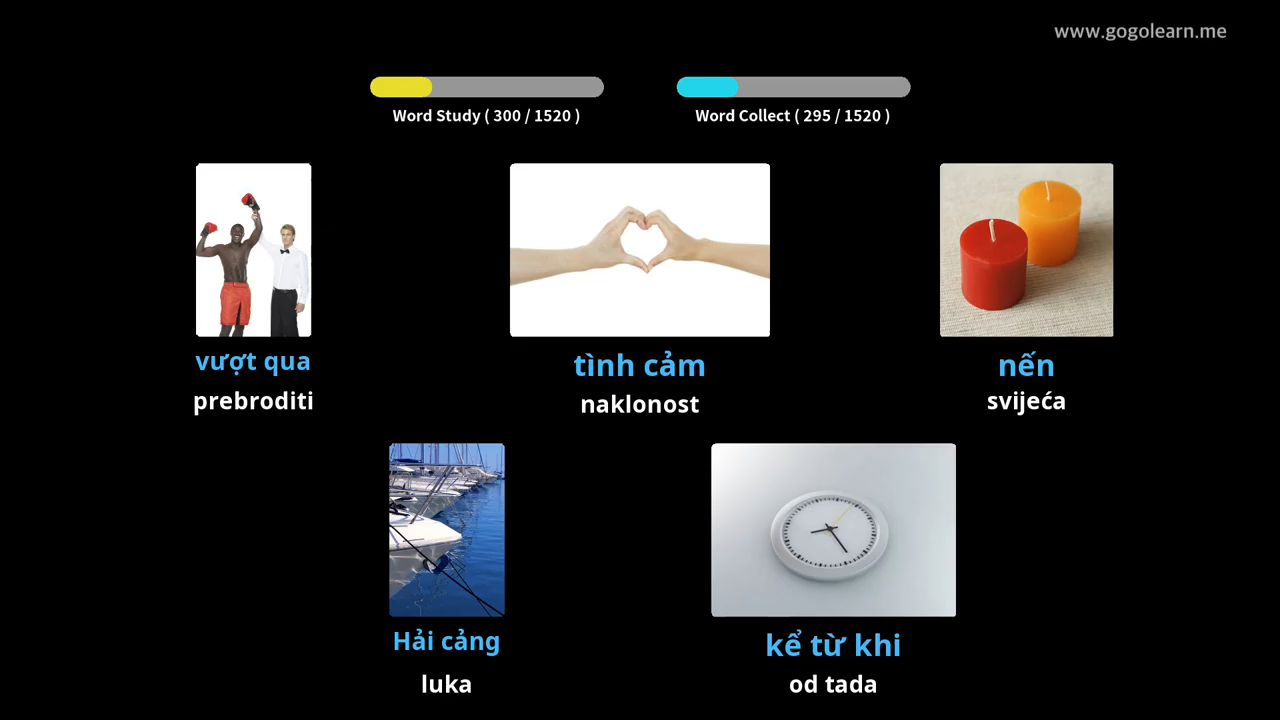 www.gogolearn.me
Word Study ( 300 / 1520 )
Word Collect ( 295 / 1520 )
vượt qua
prebroditi
tình cảm
naklonost
nến
svijeća
Hải cảng
luka
kể từ khi
od tada